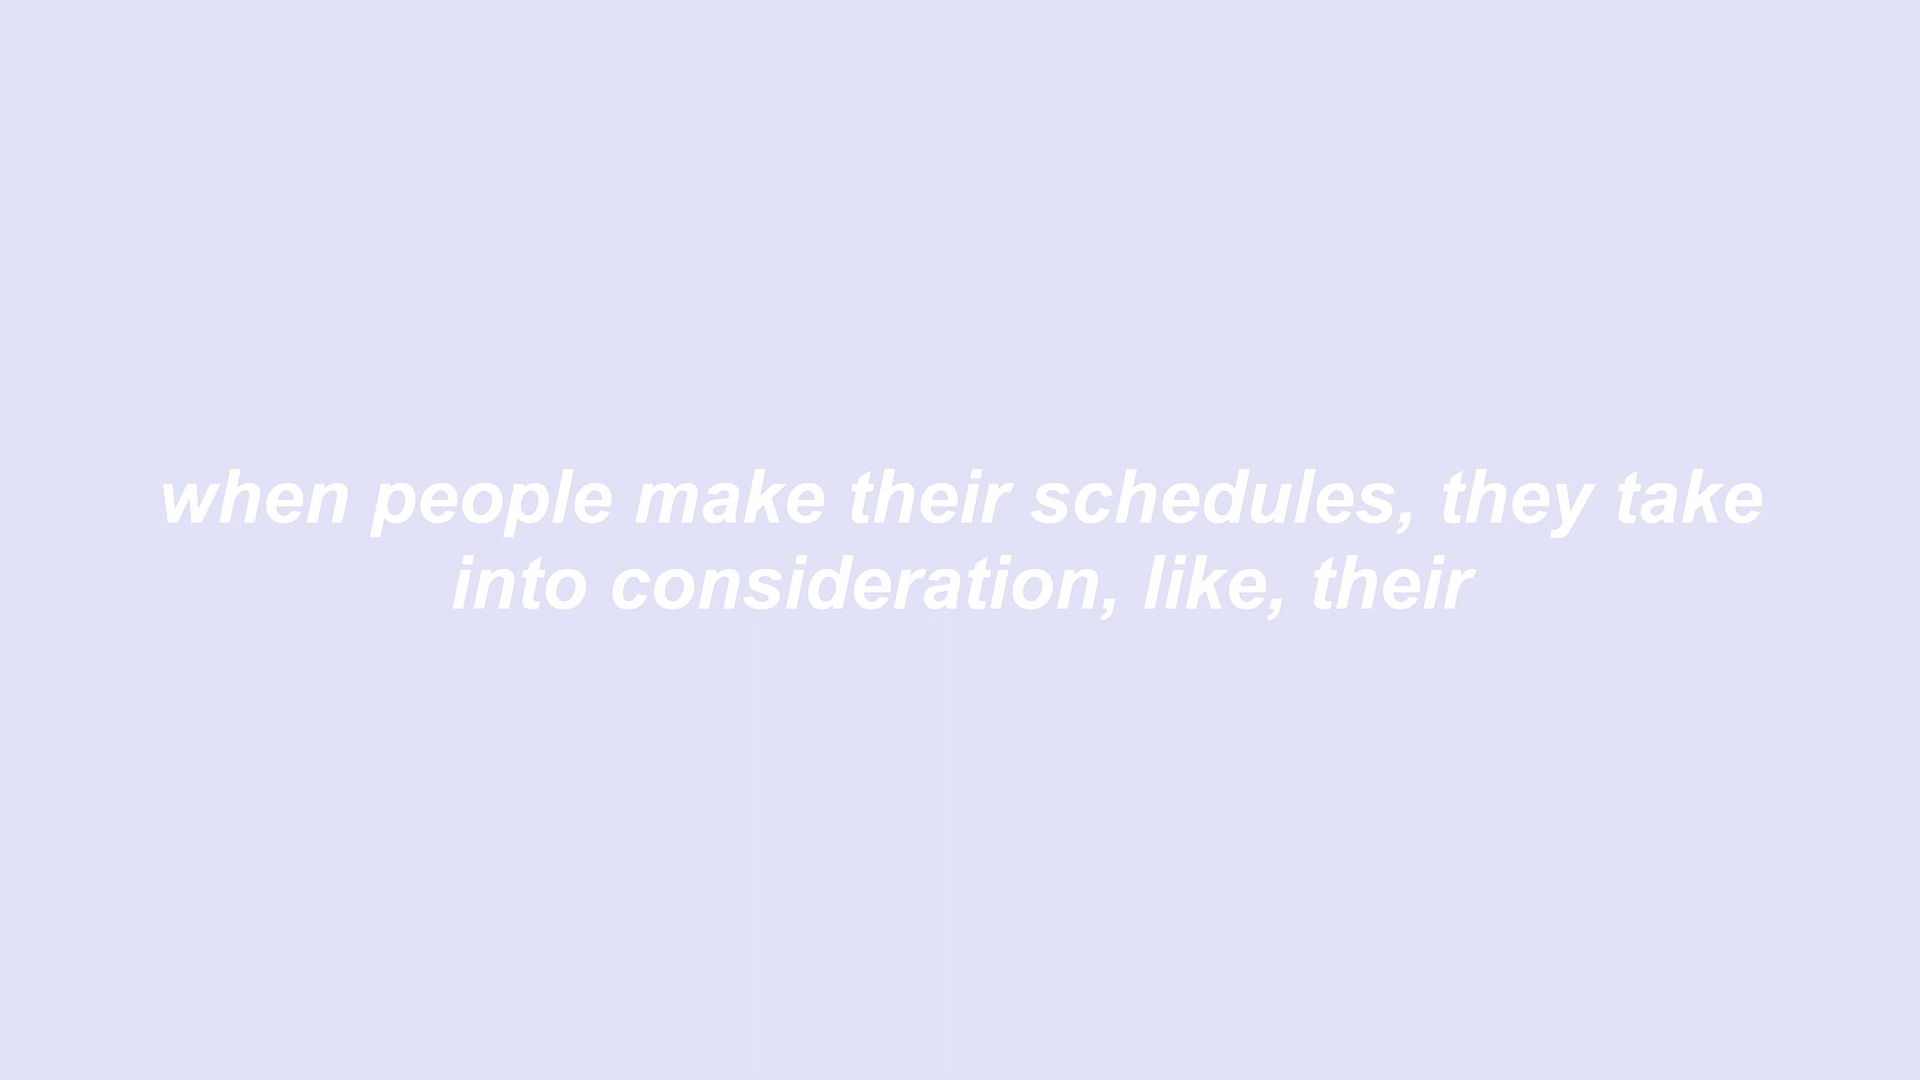 when people make their schedules, they take
into consideration, like, their